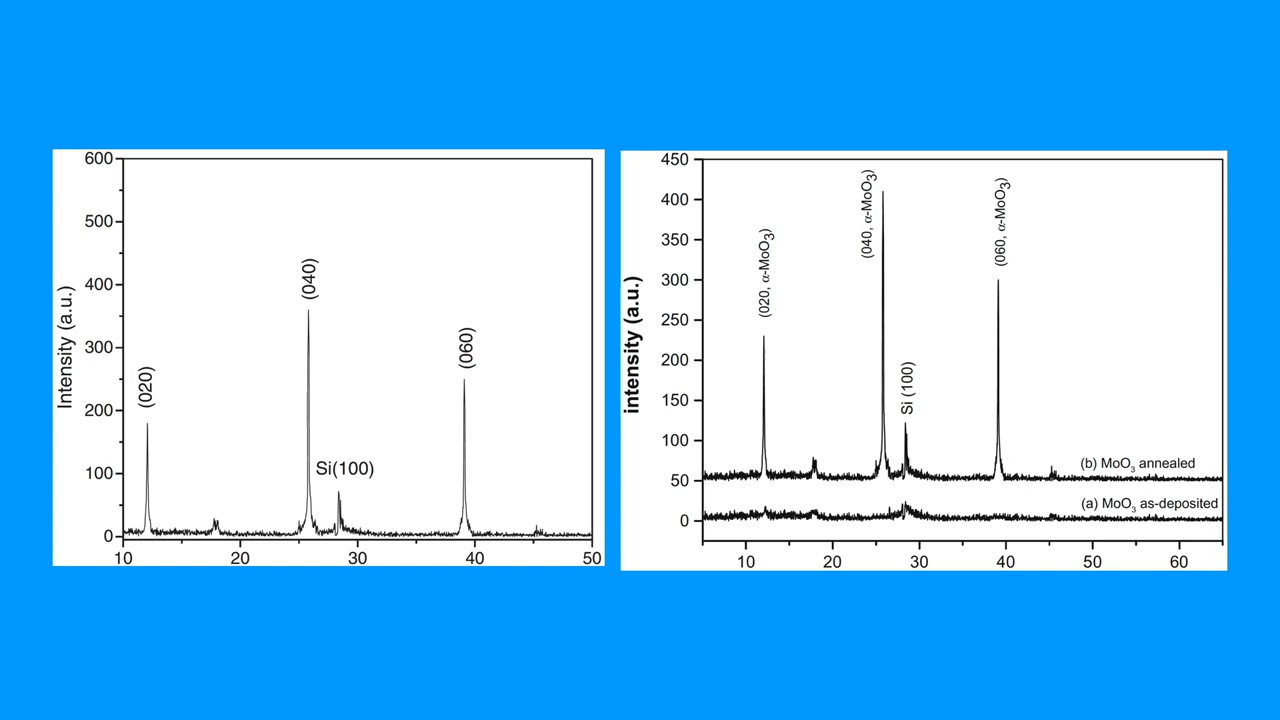 600
500
400
300
200
100
0
Intensity (a.u.)
(020)
(040)
Si(100)
(060)
10 20 30 40 50
450
400
350
300
250
200
150
100
50
0
intensity (a.u.)
(020, α-MoO3)
(040, α-MoO3)
Si (100)
(060, α-MoO3)
(b) MoO3 annealed
(a) MoO3 as-deposited
10 20 30 40 50 60